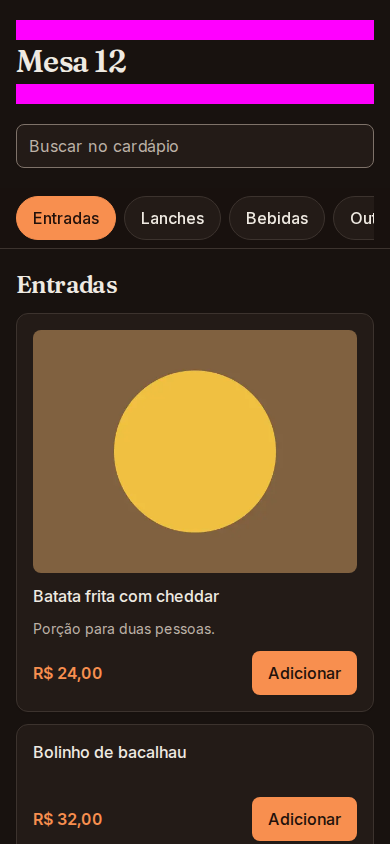 Mesa 12
Buscar no cardápio
Entradas
Lanches
Bebidas
Entradas
Batata frita com cheddar
Porção para duas pessoas.
R$ 24,00
Adicionar
Bolinho de bacalhau
R$ 32,00
Adicionar